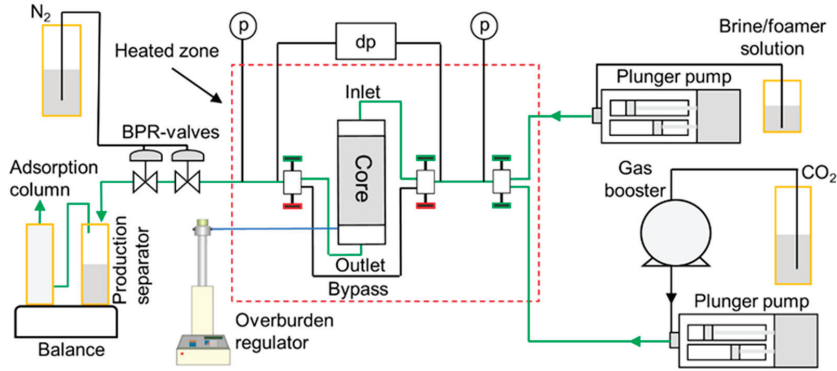 N2
Heated zone
p
dp
p
Brine/foamer
solution
Plunger pump
Inlet
BPR-valves
Adsorption
column
Core
Gas
booster
CO2
Production
separator
Outlet
Bypass
Overburden
regulator
Plunger pump
Balance